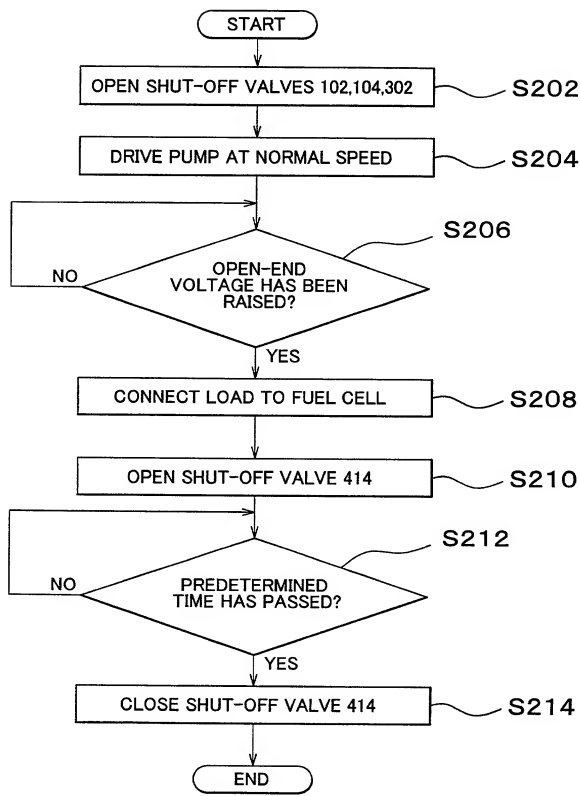 START
OPEN SHUT-OFF VALVES 102,104,302
S202
DRIVE PUMP AT NORMAL SPEED
S204
S206
OPEN-END
VOLTAGE HAS BEEN
RAISED?
NO
YES
CONNECT LOAD TO FUEL CELL
S208
OPEN SHUT-OFF VALVE 414
S210
S212
PREDETERMINED
TIME HAS PASSED?
NO
YES
CLOSE SHUT-OFF VALVE 414
S214
END